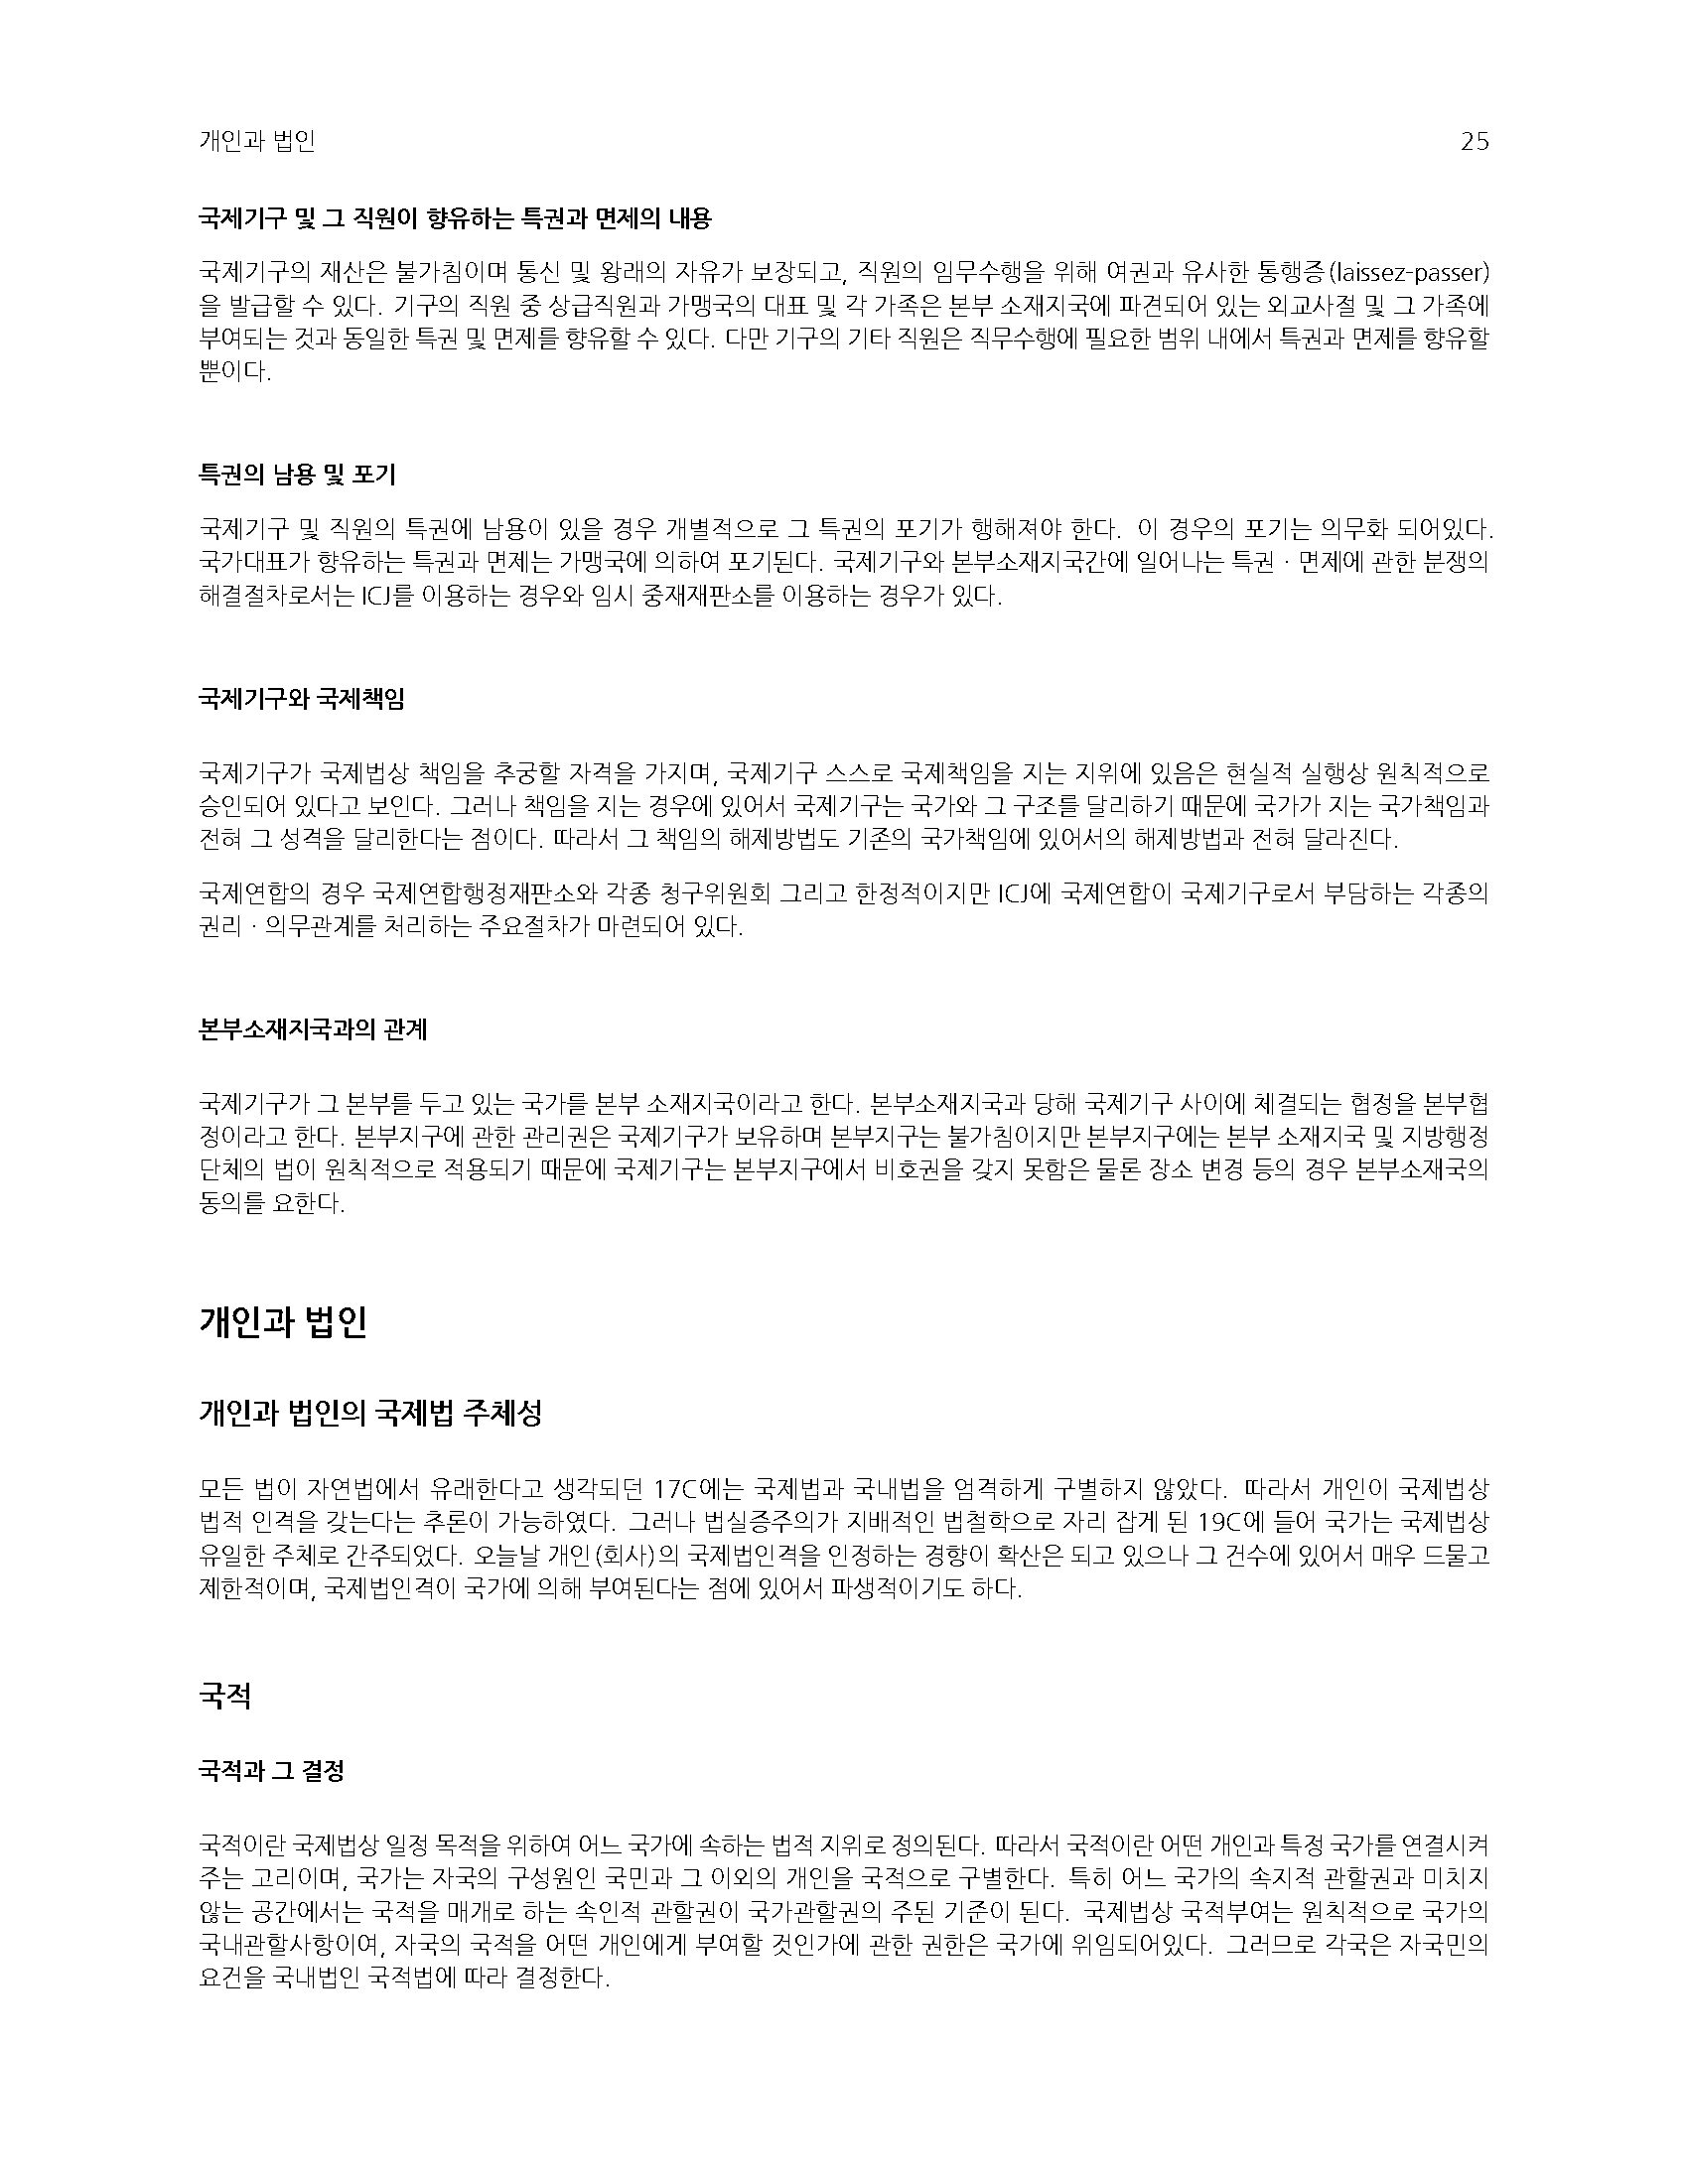 개인과 법인 25
국제기구 및 그 직원이 향유하는 특권과 면제의 내용
국제기구의 재산은 불가침이며 통신 및 왕래의 자유가 보장되고, 직원의 임무수행을 위해 여권과 유사한 통행증(laissez-passer)
을 발급할 수 있다. 기구의 직원 중 상급직원과 가맹국의 대표 및 각 가족은 본부 소재지국에 파견되어 있는 외교사절 및 그 가족에
부여되는 것과 동일한 특권 및 면제를 향유할 수 있다. 다만 기구의 기타 직원은 직무수행에 필요한 범위 내에서 특권과 면제를 향유할
뿐이다.
특권의 남용 및 포기
국제기구 및 직원의 특권에 남용이 있을 경우 개별적으로 그 특권의 포기가 행해져야 한다. 이 경우의 포기는 의무화 되어있다.
국가대표가 향유하는 특권과 면제는 가맹국에 의하여 포기된다. 국제기구와 본부소재지국간에 일어나는 특권 · 면제에 관한 분쟁의
해결절차로서는 ICJ를 이용하는 경우와 임시 중재재판소를 이용하는 경우가 있다.
국제기구와 국제책임
국제기구가 국제법상 책임을 추궁할 자격을 가지며, 국제기구 스스로 국제책임을 지는 지위에 있음은 현실적 실행상 원칙적으로
승인되어 있다고 보인다. 그러나 책임을 지는 경우에 있어서 국제기구는 국가와 그 구조를 달리하기 때문에 국가가 지는 국가책임과
전혀 그 성격을 달리한다는 점이다. 따라서 그 책임의 해제방법도 기존의 국가책임에 있어서의 해제방법과 전혀 달라진다.
국제연합의 경우 국제연합행정재판소와 각종 청구위원회 그리고 한정적이지만 ICJ에 국제연합이 국제기구로서 부담하는 각종의
권리 · 의무관계를 처리하는 주요절차가 마련되어 있다.
본부소재지국과의 관계
국제기구가 그 본부를 두고 있는 국가를 본부 소재지국이라고 한다. 본부소재지국과 당해 국제기구 사이에 체결되는 협정을 본부협
정이라고 한다. 본부지구에 관한 관리권은 국제기구가 보유하며 본부지구는 불가침이지만 본부지구에는 본부 소재지국 및 지방행정
단체의 법이 원칙적으로 적용되기 때문에 국제기구는 본부지구에서 비호권을 갖지 못함은 물론 장소 변경 등의 경우 본부소재국의
동의를 요한다.
개인과 법인
개인과 법인의 국제법 주체성
모든 법이 자연법에서 유래한다고 생각되던 17C에는 국제법과 국내법을 엄격하게 구별하지 않았다. 따라서 개인이 국제법상
법적 인격을 갖는다는 추론이 가능하였다. 그러나 법실증주의가 지배적인 법철학으로 자리 잡게 된 19C에 들어 국가는 국제법상
유일한 주체로 간주되었다. 오늘날 개인(회사)의 국제법인격을 인정하는 경향이 확산은 되고 있으나 그 건수에 있어서 매우 드물고
제한적이며, 국제법인격이 국가에 의해 부여된다는 점에 있어서 파생적이기도 하다.
국적
국적과 그 결정
국적이란 국제법상 일정 목적을 위하여 어느 국가에 속하는 법적 지위로 정의된다. 따라서 국적이란 어떤 개인과 특정 국가를 연결시켜
주는 고리이며, 국가는 자국의 구성원인 국민과 그 이외의 개인을 국적으로 구별한다. 특히 어느 국가의 속지적 관할권과 미치지
않는 공간에서는 국적을 매개로 하는 속인적 관할권이 국가관할권의 주된 기준이 된다. 국제법상 국적부여는 원칙적으로 국가의
국내관할사항이여, 자국의 국적을 어떤 개인에게 부여할 것인가에 관한 권한은 국가에 위임되어있다. 그러므로 각국은 자국민의
요건을 국내법인 국적법에 따라 결정한다.